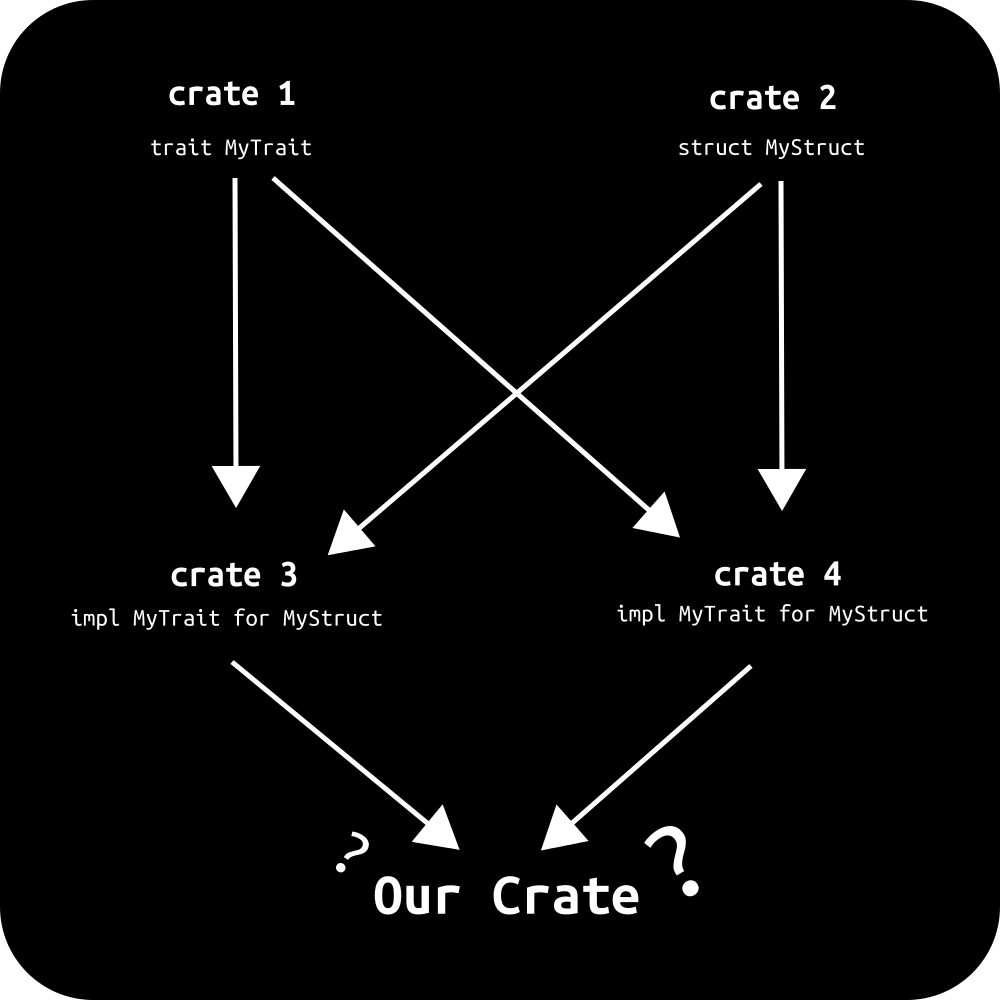 crate 1
trait MyTrait
crate 2
struct MyStruct
crate 3
impl MyTrait for MyStruct
crate 4
impl MyTrait for MyStruct
? Our Crate ?